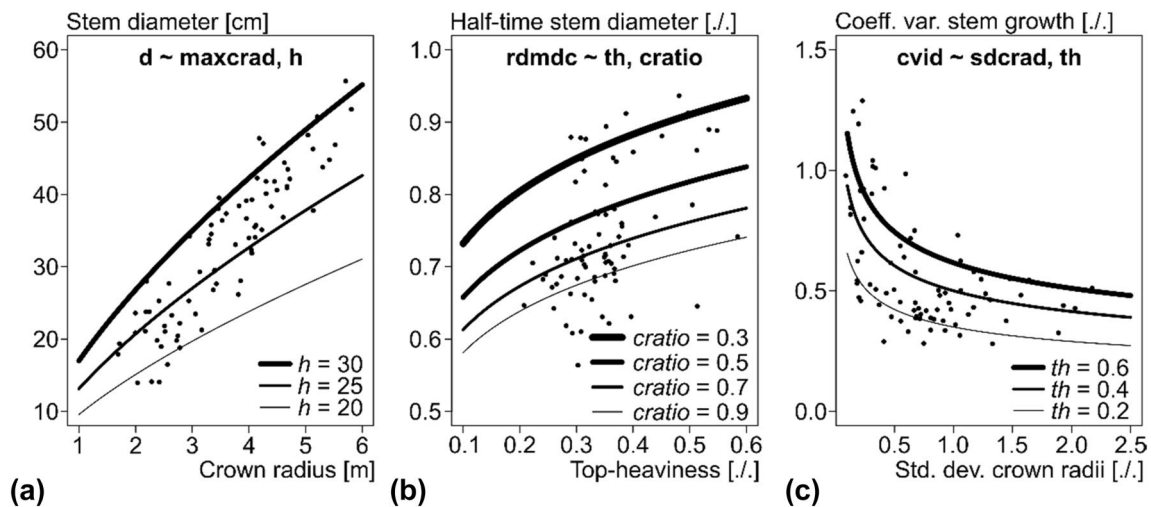 Stem diameter [cm]
d ~ maxcrad, h
60
50
40
30
20
10
h = 30
h = 25
h = 20
1 2 3 4 5 6
Crown radius [m]
(a)
Half-time stem diameter [./.]
rdmdc ~ th, cratio
1.0
0.9
0.8
0.7
0.6
0.5
cratio = 0.3
cratio = 0.5
cratio = 0.7
cratio = 0.9
0.1 0.2 0.3 0.4 0.5 0.6
Top-heaviness [./.]
(b)
Coeff. var. stem growth [./.]
cvid ~ sdcrad, th
1.5
1.0
0.5
0.0
th = 0.6
th = 0.4
th = 0.2
0.5 1.0 1.5 2.0 2.5
Std. dev. crown radii [./.]
(c)